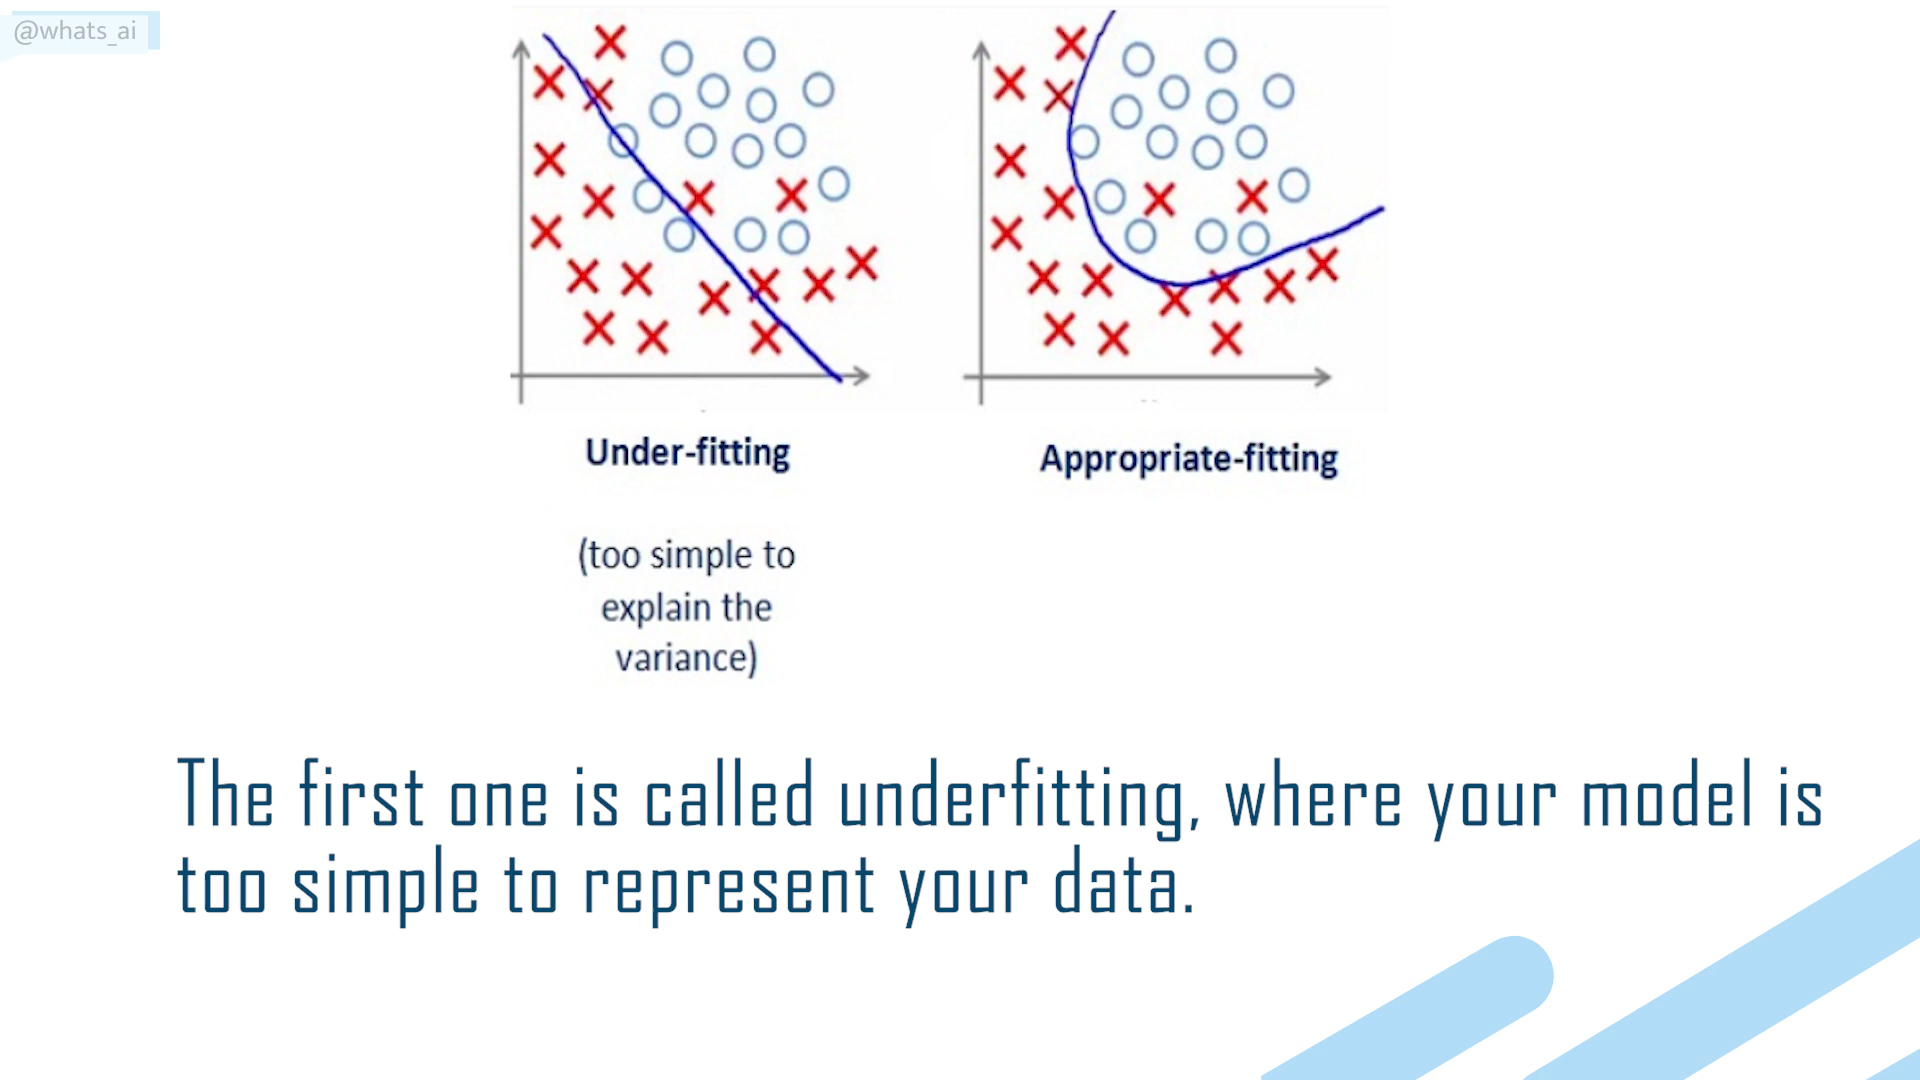 @whats_ai
Under-fitting
Appropriate-fitting
(too simple to
explain the
variance)
The first one is called underfitting, where your model is
too simple to represent your data.